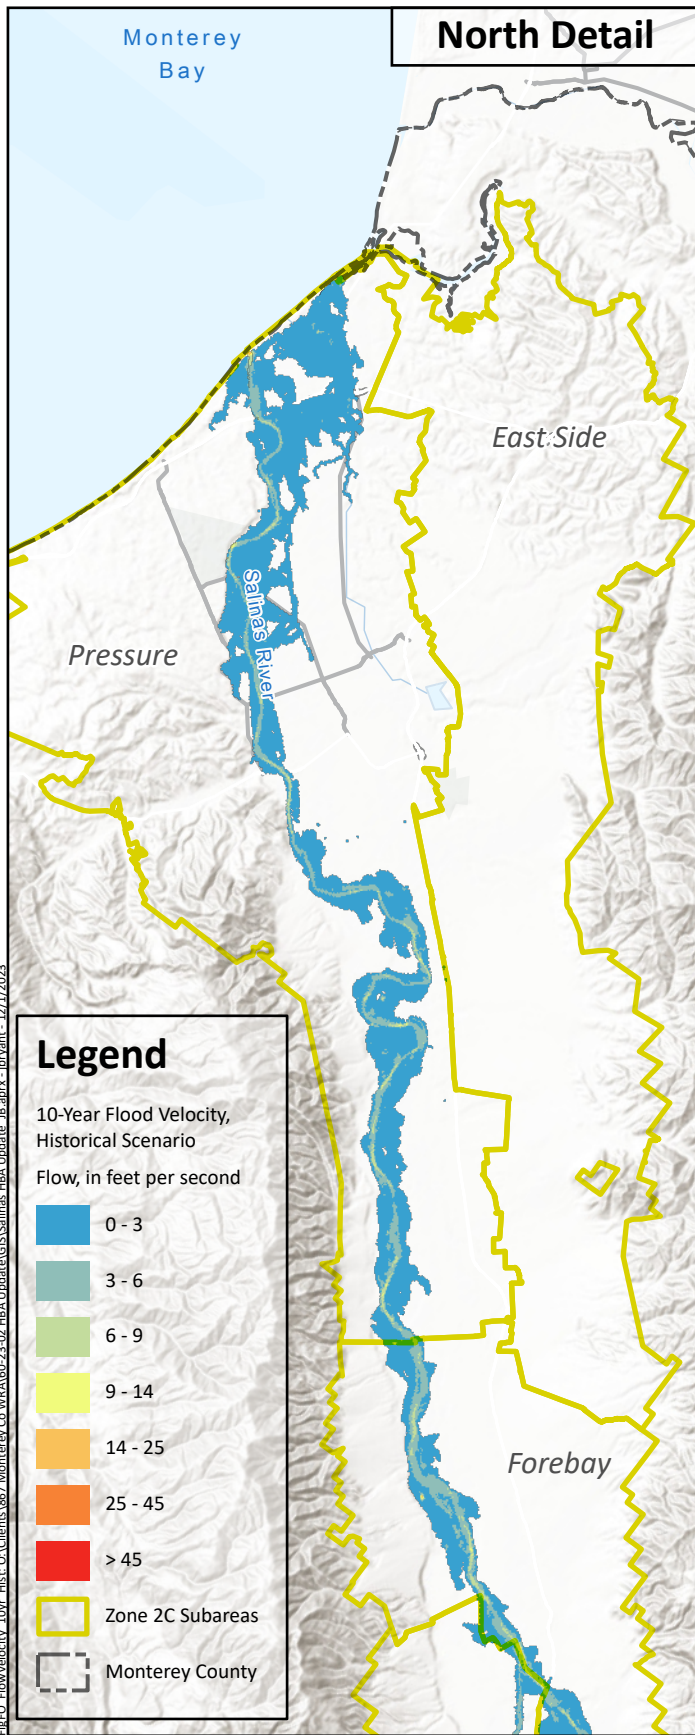 North Detail
Monterey
Bay
East Side
Salinas River
Pressure
Legend
10-Year Flood Velocity,
Historical Scenario
Flow, in feet per second
0 - 3
3 - 6
6 - 9
9 - 14
14 - 25
25 - 45
> 45
Zone 2C Subareas
Monterey County
Forebay